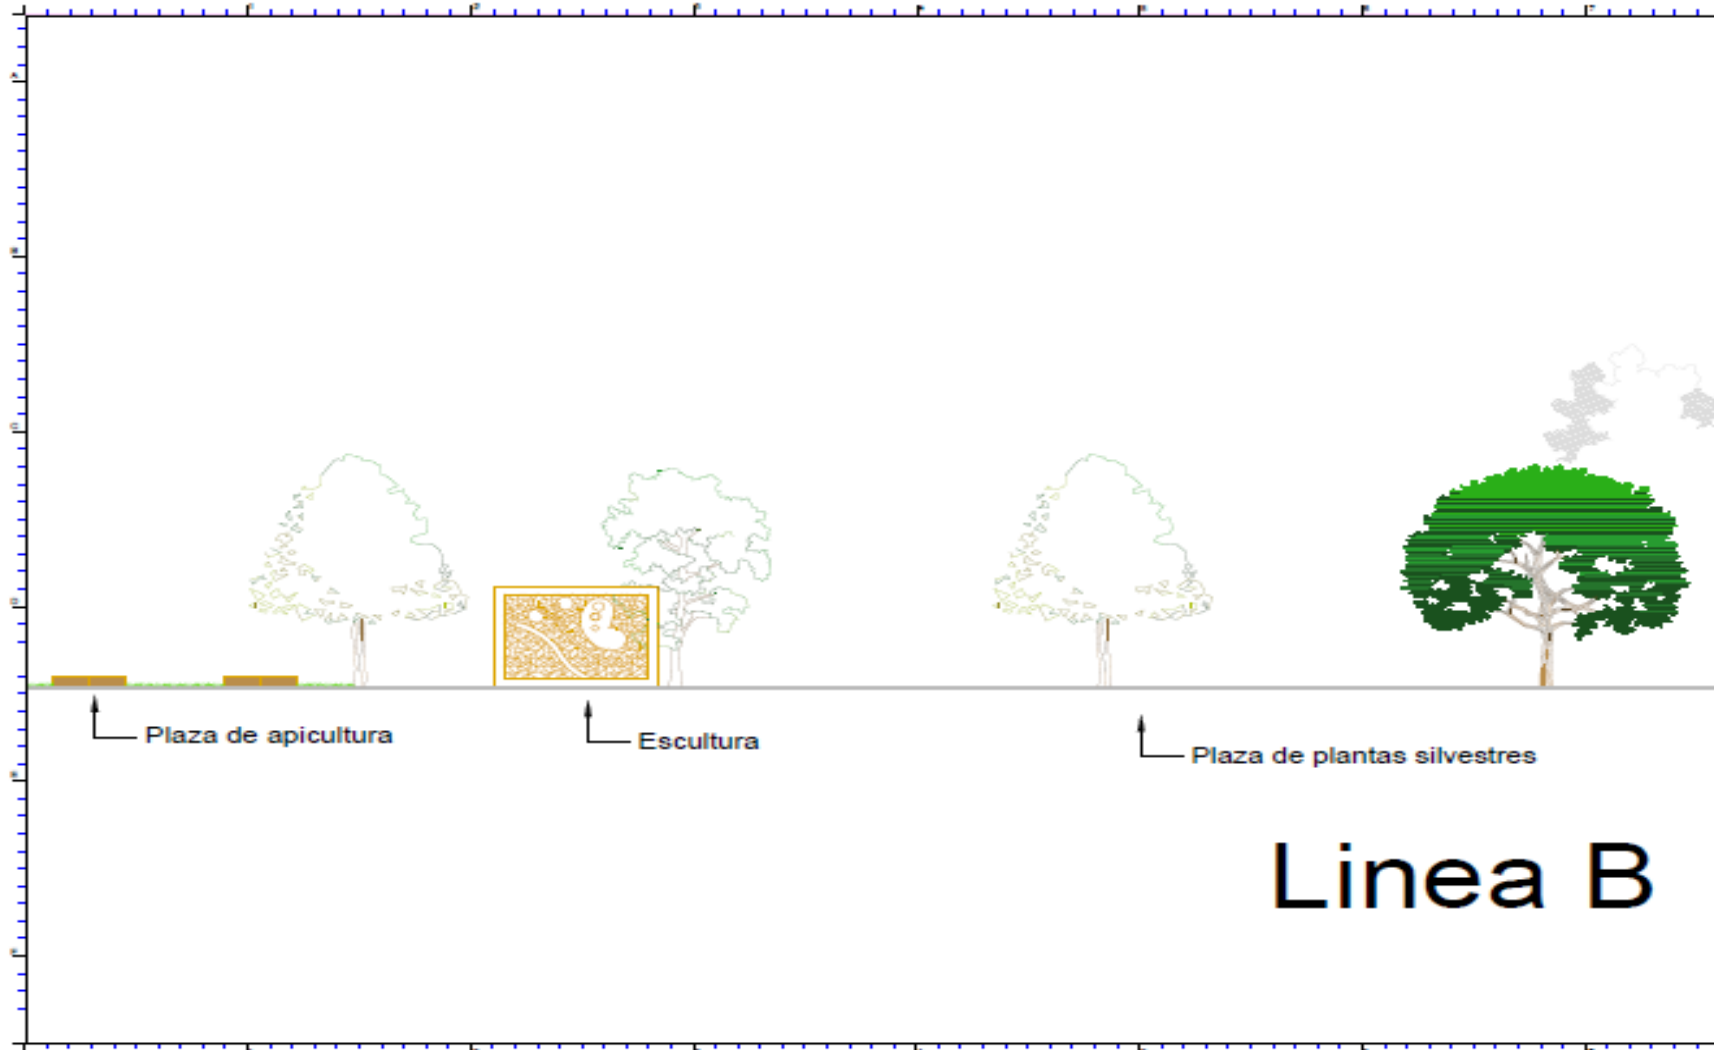 Plaza de apicultura
Escultura
Plaza de plantas silvestres
Linea B